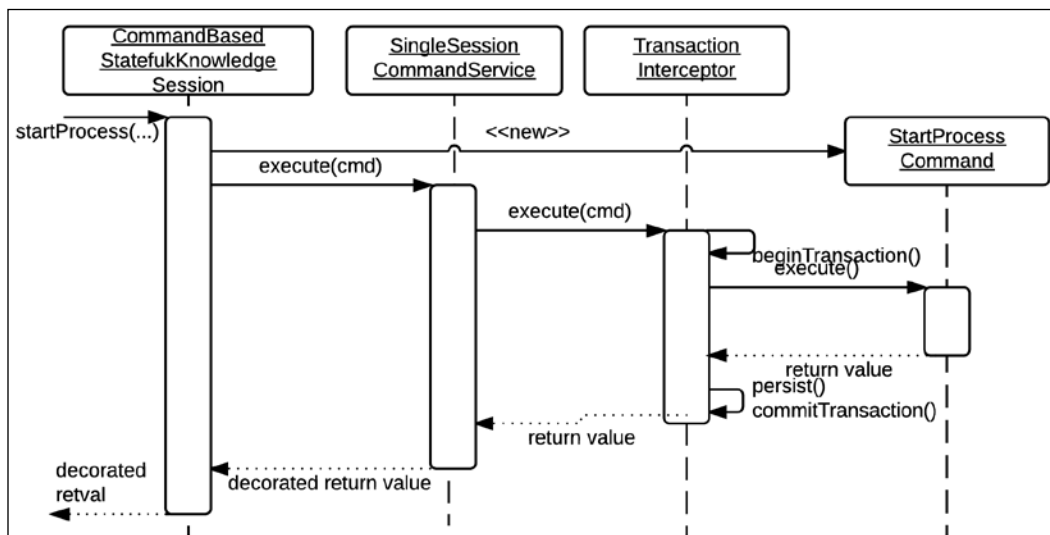 CommandBased
StatefukKnowledge
Session
SingleSession
CommandService
Transaction
Interceptor
startProcess(...)
<<new>>
StartProcess
Command
execute(cmd)
execute(cmd)
beginTransaction()
execute()
return value
persist()
commitTransaction()
return value
decorated return value
decorated
retval